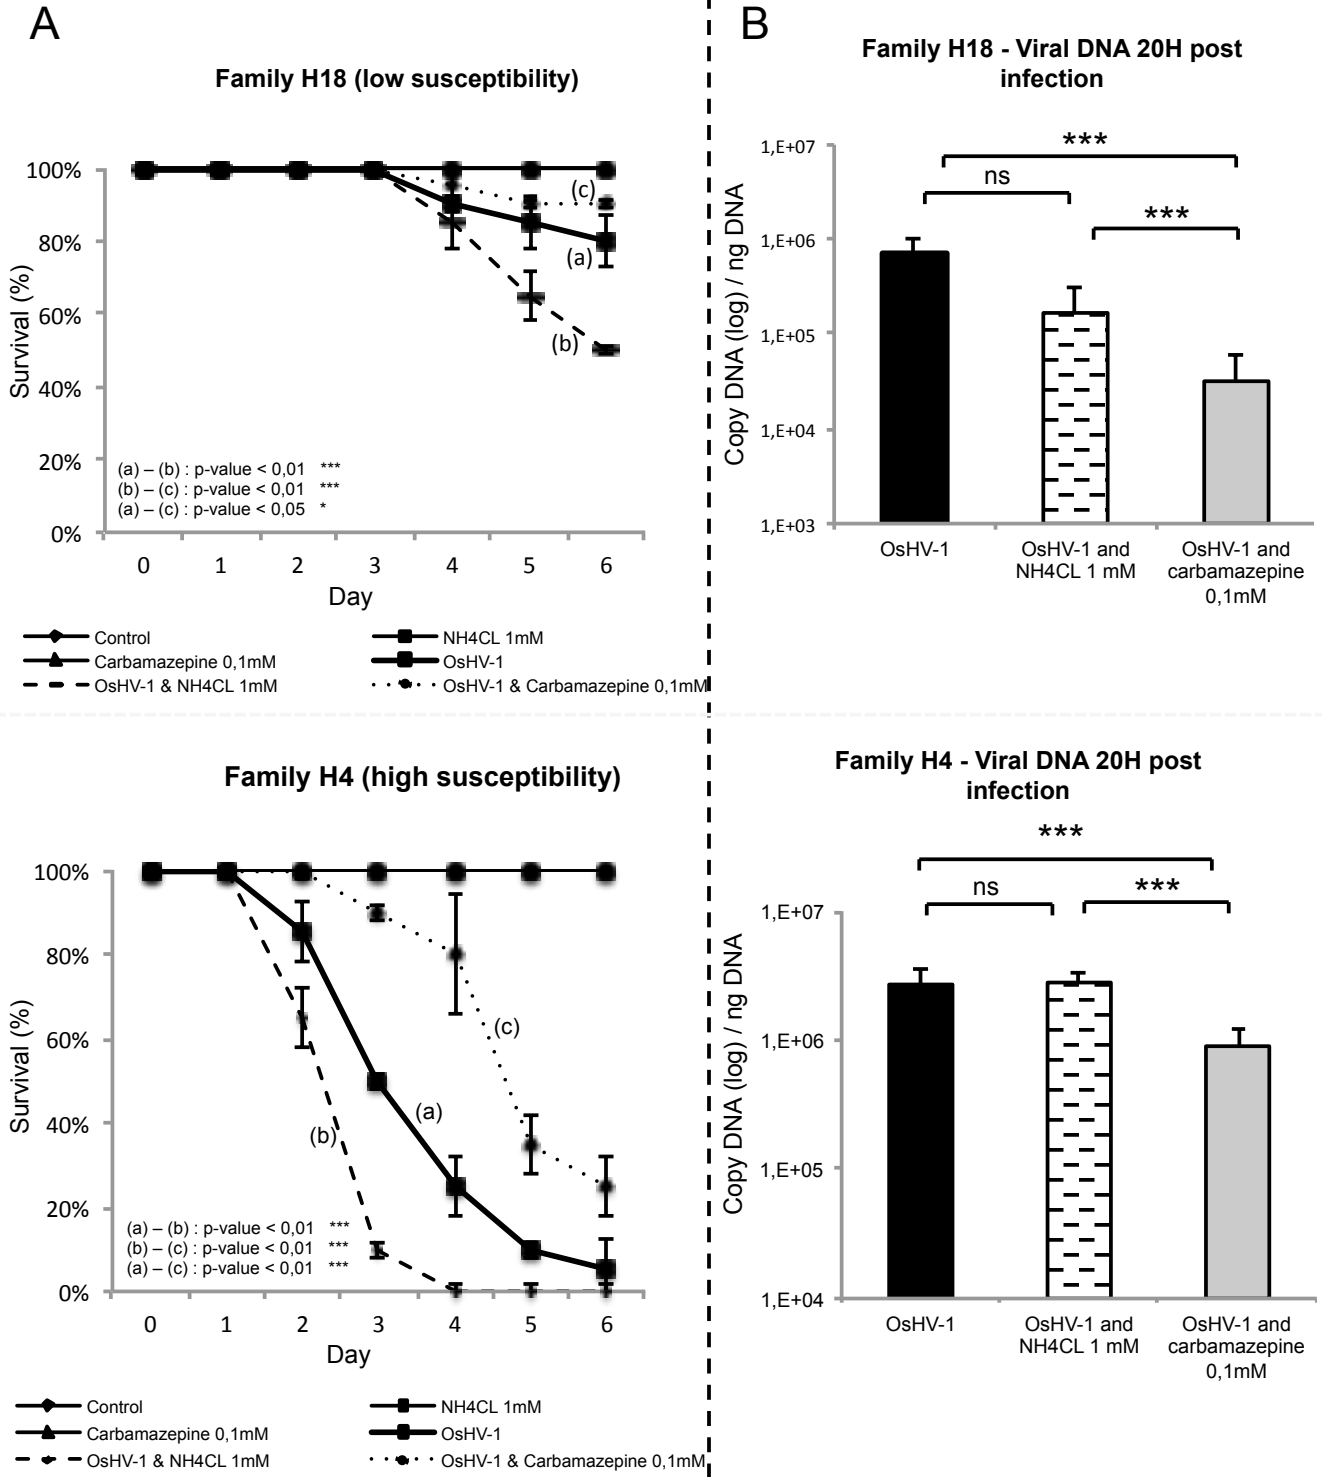 A
Family H18 (low susceptibility)
100%
80%
60%
40%
20%
0%
Survival (%)
(c)
(a)
(b)
(a) – (b) : p-value < 0,01 ***
(b) – (c) : p-value < 0,01 ***
(a) – (c) : p-value < 0,05 *
0 1 2 3 4 5 6
Day
Control
NH4CL 1mM
Carbamazepine 0,1mM
OsHV-1
OsHV-1 & NH4CL 1mM
OsHV-1 & Carbamazepine 0,1mM
B
Family H18 - Viral DNA 20H post
infection
1,E+07
1,E+06
1,E+05
1,E+04
1,E+03
Copy DNA (log) / ng DNA
***
ns
***
OsHV-1
OsHV-1 and
NH4CL 1 mM
OsHV-1 and
carbamazepine
0,1mM
Family H4 (high susceptibility)
100%
80%
60%
40%
20%
0%
Survival (%)
(c)
(a)
(b)
(a) – (b) : p-value < 0,01 ***
(b) – (c) : p-value < 0,01 ***
(a) – (c) : p-value < 0,01 ***
0 1 2 3 4 5 6
Day
Control
NH4CL 1mM
Carbamazepine 0,1mM
OsHV-1
OsHV-1 & NH4CL 1mM
OsHV-1 & Carbamazepine 0,1mM
Family H4 - Viral DNA 20H post
infection
***
ns
***
1,E+07
1,E+06
1,E+05
1,E+04
Copy DNA (log) / ng DNA
OsHV-1
OsHV-1 and
NH4CL 1 mM
OsHV-1 and
carbamazepine
0,1mM